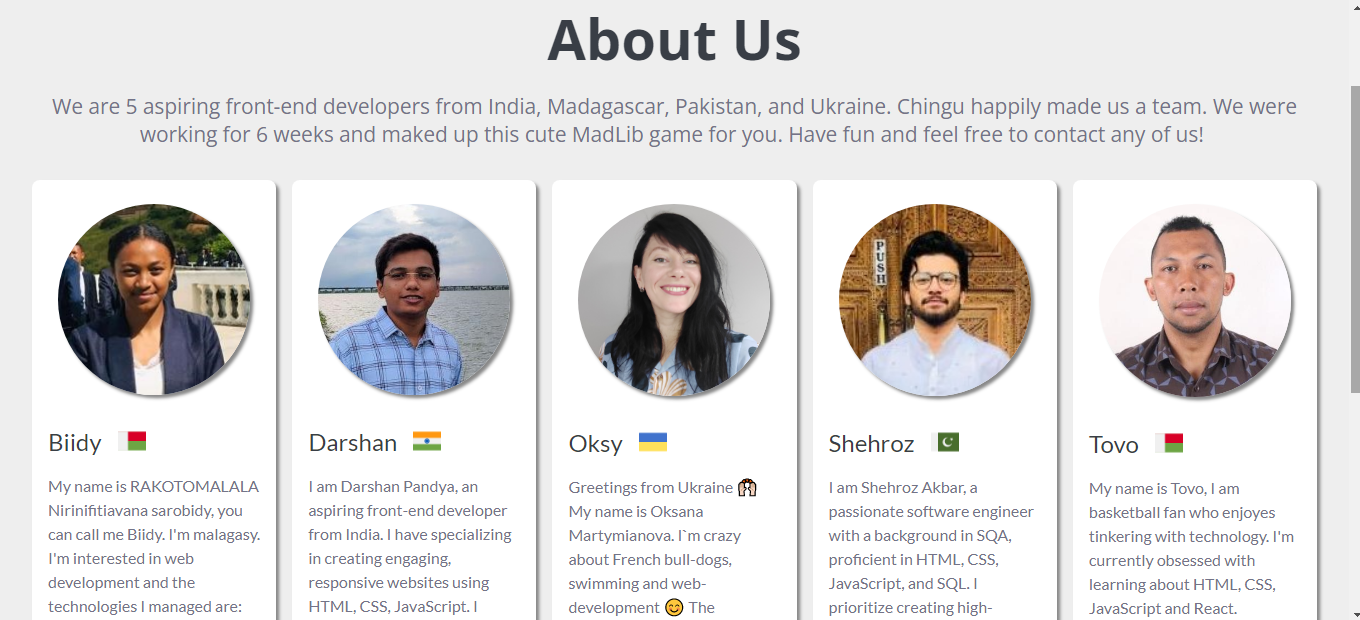 About Us
We are 5 aspiring front-end developers from India, Madagascar, Pakistan, and Ukraine. Chingu happily made us a team. We were
working for 6 weeks and maked up this cute MadLib game for you. Have fun and feel free to contact any of us!
PUSH
Biidy
My name is RAKOTOMALALA
Nirinifitiavana sarobidy, you
can call me Biidy. I'm malagasy.
I'm interested in web
development and the
technologies I managed are:
Darshan
I am Darshan Pandya, an
aspiring front-end developer
from India. I have specializing
in creating engaging,
responsive websites using
HTML, CSS, JavaScript. I
Oksy
Greetings from Ukraine 🙌
My name is Oksana
Martymianova. I`m crazy
about French bull-dogs,
swimming and web-
development 😊 The
Shehroz
I am Shehroz Akbar, a
passionate software engineer
with a background in SQA,
proficient in HTML, CSS,
JavaScript, and SQL. I
prioritize creating high-
Tovo
My name is Tovo, I am
basketball fan who enjoyes
tinkering with technology. I'm
currently obsessed with
learning about HTML, CSS,
JavaScript and React.